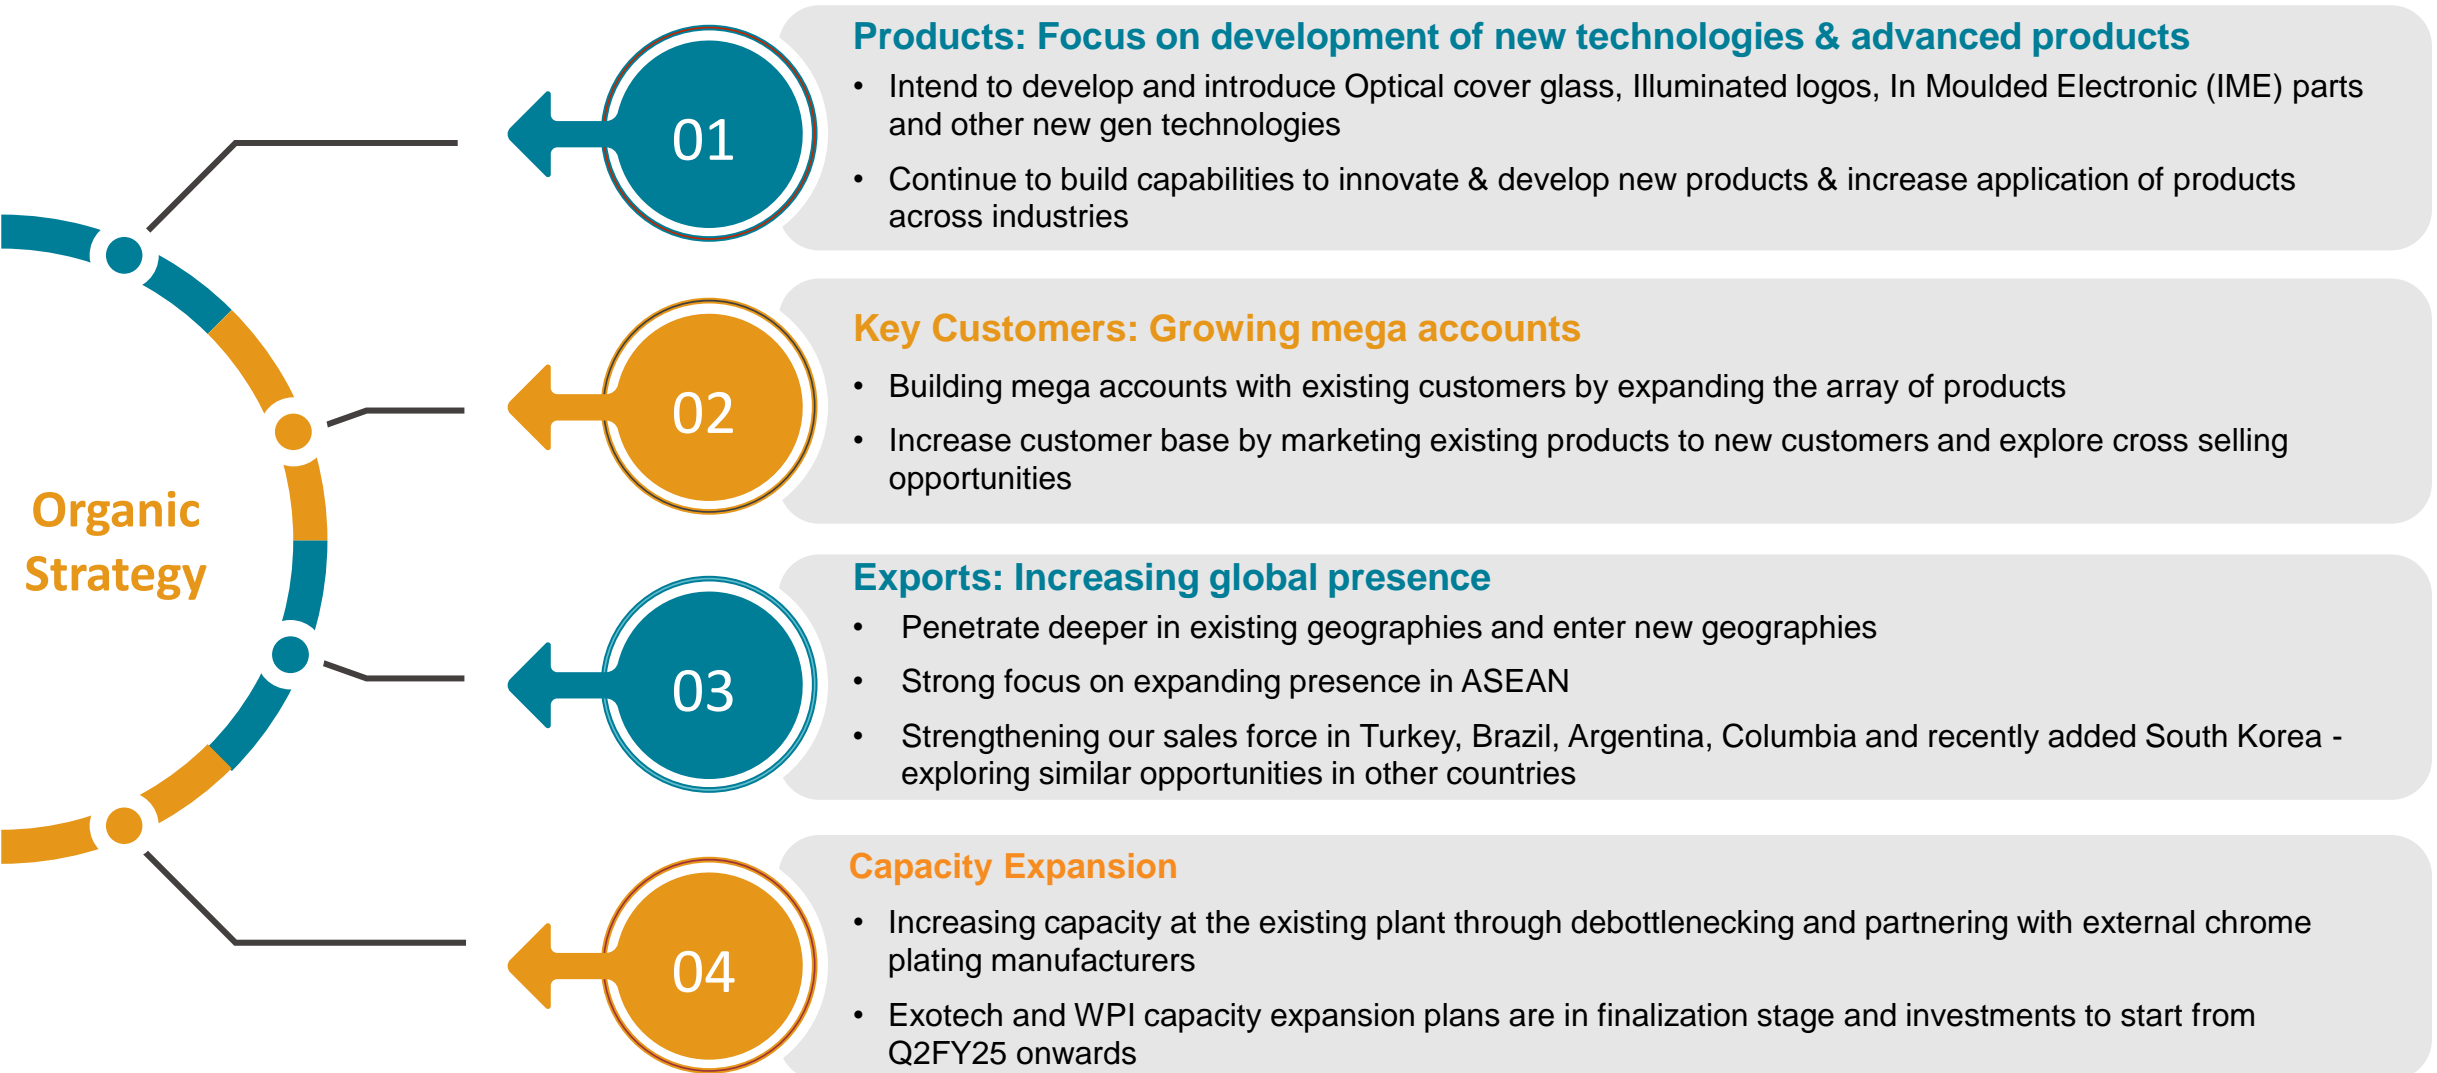 Organic
Strategy
01
Products: Focus on development of new technologies & advanced products
• Intend to develop and introduce Optical cover glass, Illuminated logos, In Moulded Electronic (IME) parts
and other new gen technologies
• Continue to build capabilities to innovate & develop new products & increase application of products
across industries
02
Key Customers: Growing mega accounts
• Building mega accounts with existing customers by expanding the array of products
• Increase customer base by marketing existing products to new customers and explore cross selling
opportunities
03
Exports: Increasing global presence
• Penetrate deeper in existing geographies and enter new geographies
• Strong focus on expanding presence in ASEAN
• Strengthening our sales force in Turkey, Brazil, Argentina, Columbia and recently added South Korea -
exploring similar opportunities in other countries
04
Capacity Expansion
• Increasing capacity at the existing plant through debottlenecking and partnering with external chrome
plating manufacturers
• Exotech and WPI capacity expansion plans are in finalization stage and investments to start from
Q2FY25 onwards